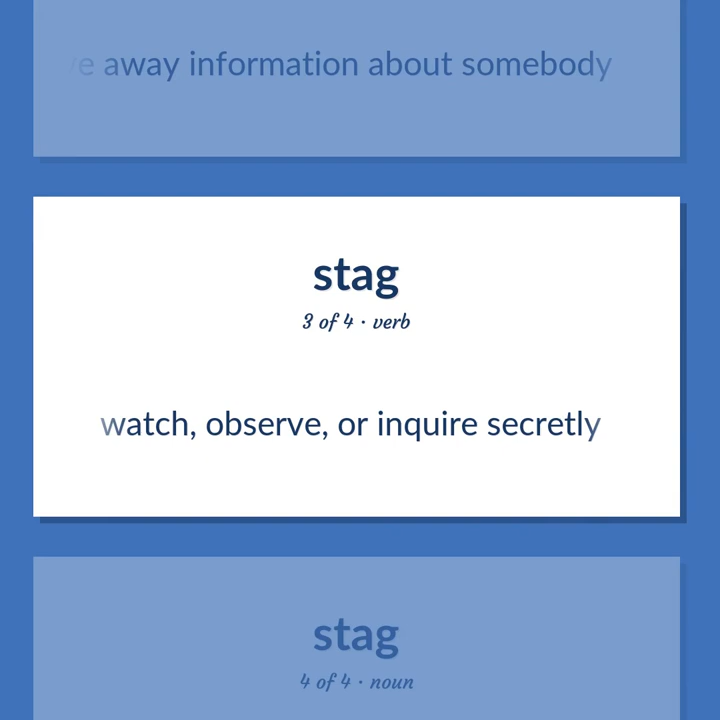 away information about somebody
stag
3 of 4 · verb
watch, observe, or inquire secretly
stag
4 of 4 · noun